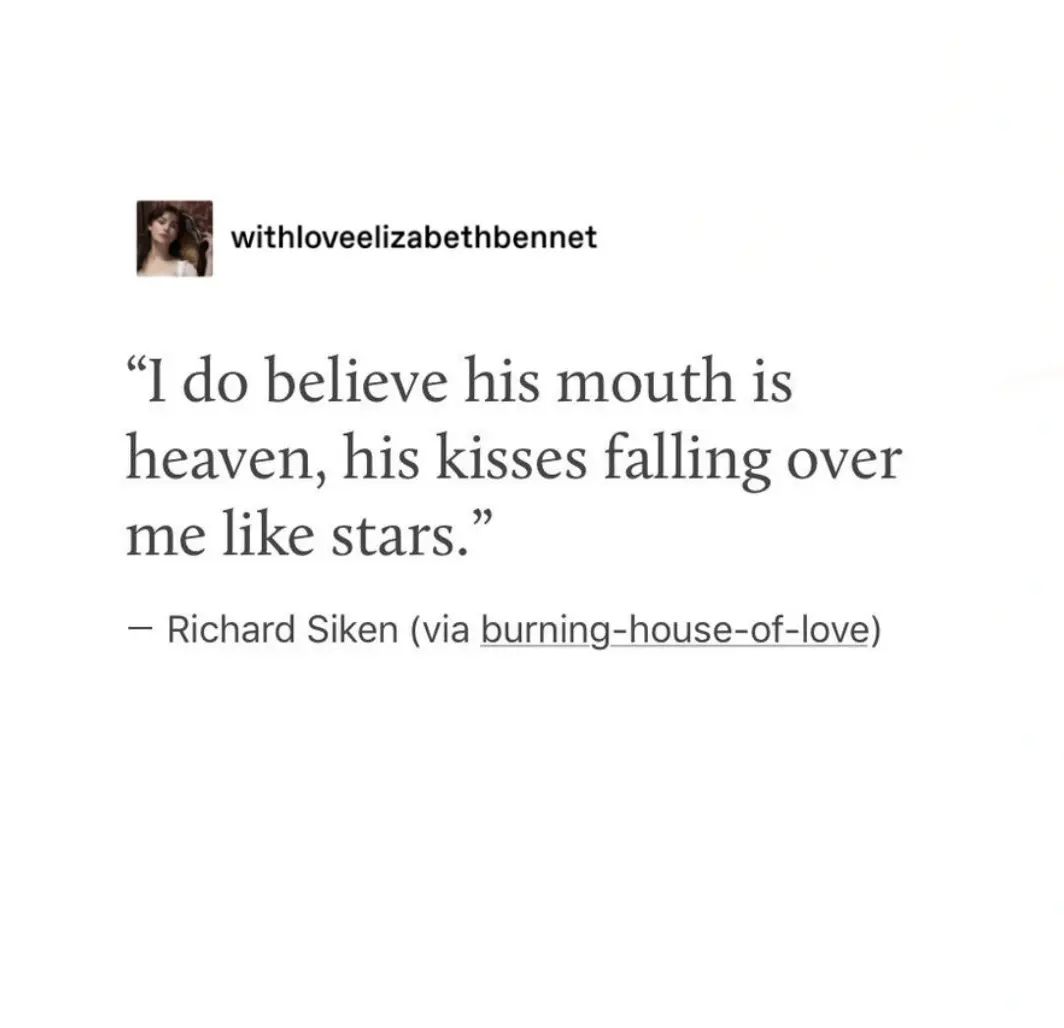 withloveelizabethbennet
“I do believe his mouth is
heaven, his kisses falling over
me like stars.”
— Richard Siken (via burning-house-of-love)